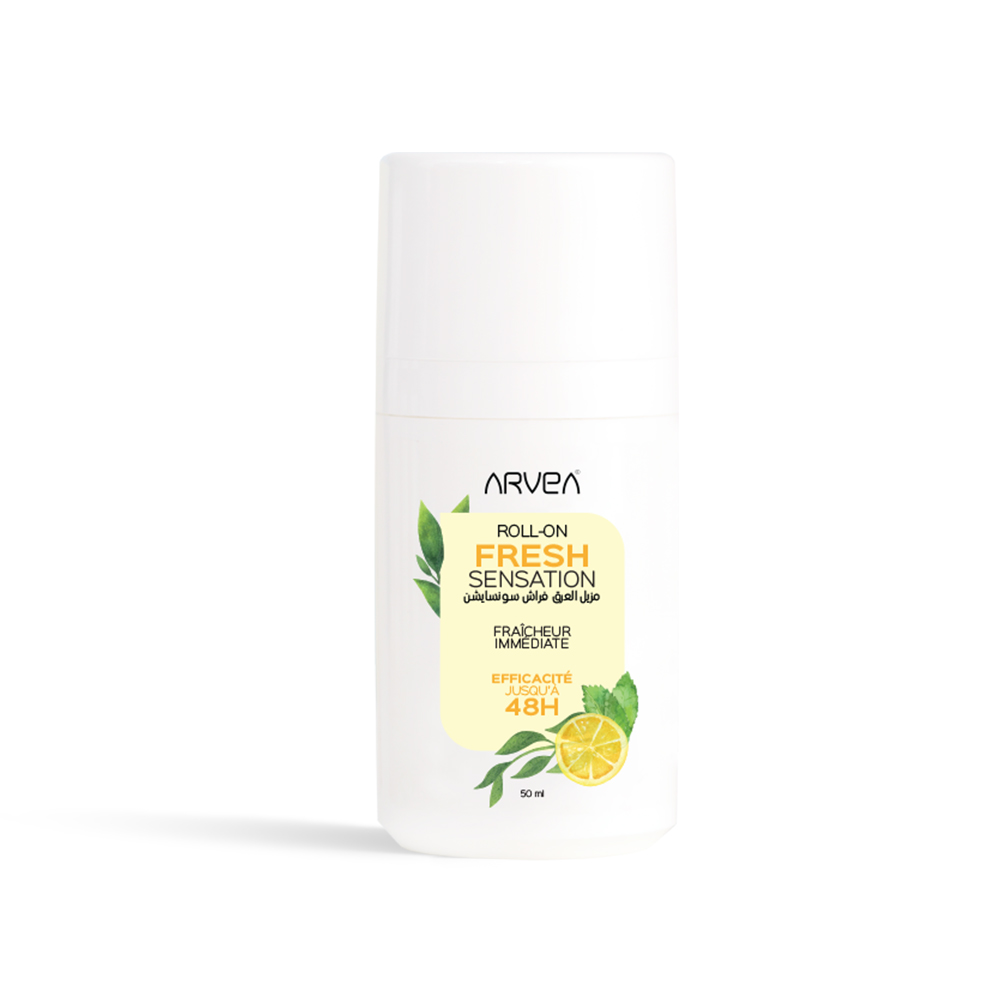 ARVEA
ROLL-ON
FRESH
SENSATION
مزيل العرق فراش سونسايشن
FRAÎCHEUR
IMMÉDIATE
EFFICACITÉ
JUSQU'À
48H
50 ml